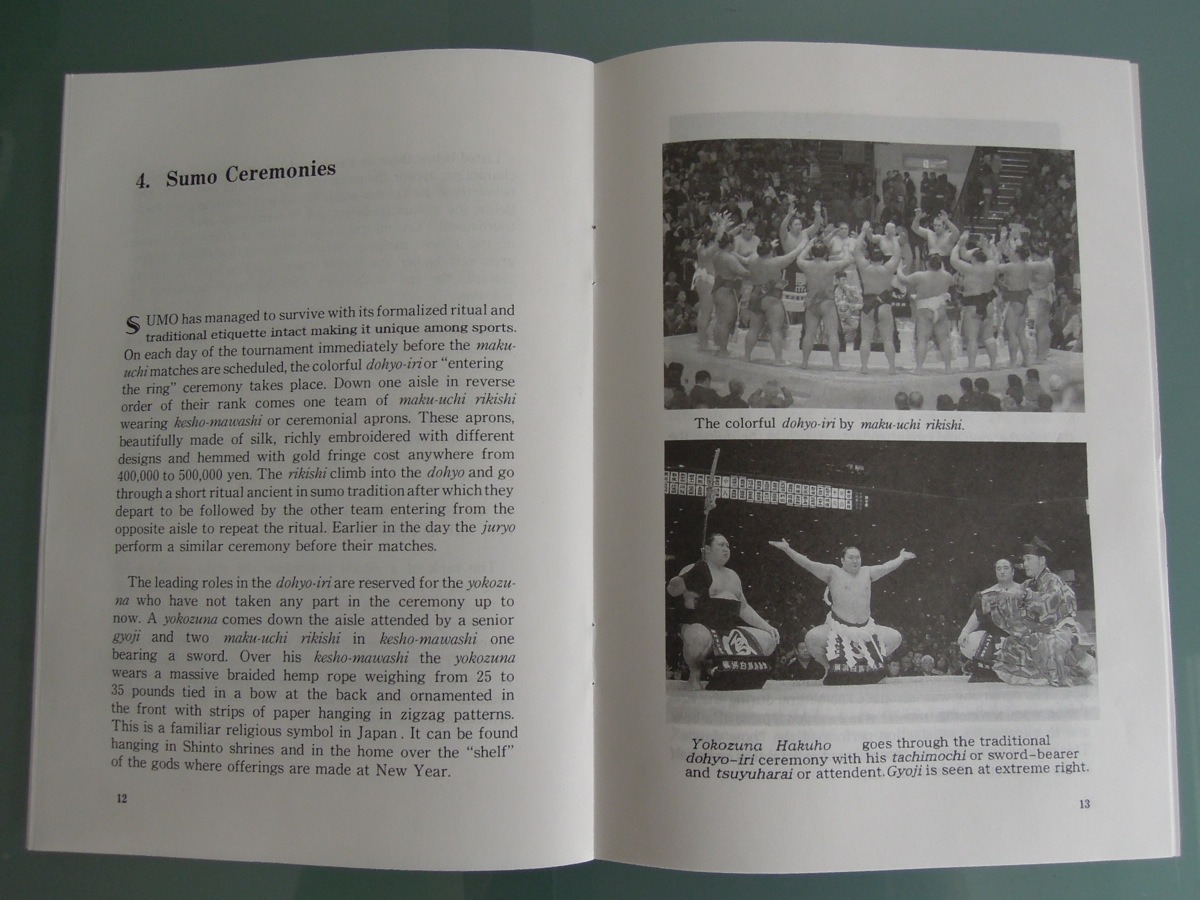 4. Sumo Ceremonies
SUMO has managed to survive with its formalized ritual and
traditional etiquette intact making it unique among sports.
On each day of the tournament immediately before the maku-
uchi matches are scheduled, the colorful dohyo-iri or “entering
the ring” ceremony takes place. Down one aisle in reverse
order of their rank comes one team of maku-uchi rikishi
wearing kesho-mawashi or ceremonial aprons. These aprons,
beautifully made of silk, richly embroidered with different
designs and hemmed with gold fringe cost anywhere from
400,000 to 500,000 yen. The rikishi climb into the dohyo and go
through a short ritual ancient in sumo tradition after which they
depart to be followed by the other team entering from the
opposite aisle to repeat the ritual. Earlier in the day the juryo
perform a similar ceremony before their matches.
The leading roles in the dohyo-iri are reserved for the yokozu-
na who have not taken any part in the ceremony up to
now. A yokozuna comes down the aisle attended by a senior
gyoji and two maku-uchi rikishi in kesho-mawashi one
bearing a sword. Over his kesho-mawashi the yokozuna
wears a massive braided hemp rope weighing from 25 to
35 pounds tied in a bow at the back and ornamented in
the front with strips of paper hanging in zigzag patterns.
This is a familiar religious symbol in Japan. It can be found
hanging in Shinto shrines and in the home over the “shelf”
of the gods where offerings are made at New Year.
12
The colorful dohyo-iri by maku-uchi rikishi.
Yokozuna Hakuho goes through the traditional
dohyo-iri ceremony with his tachimochi or sword-bearer
and tsuyuharai or attendent. Gyoji is seen at extreme right.
13